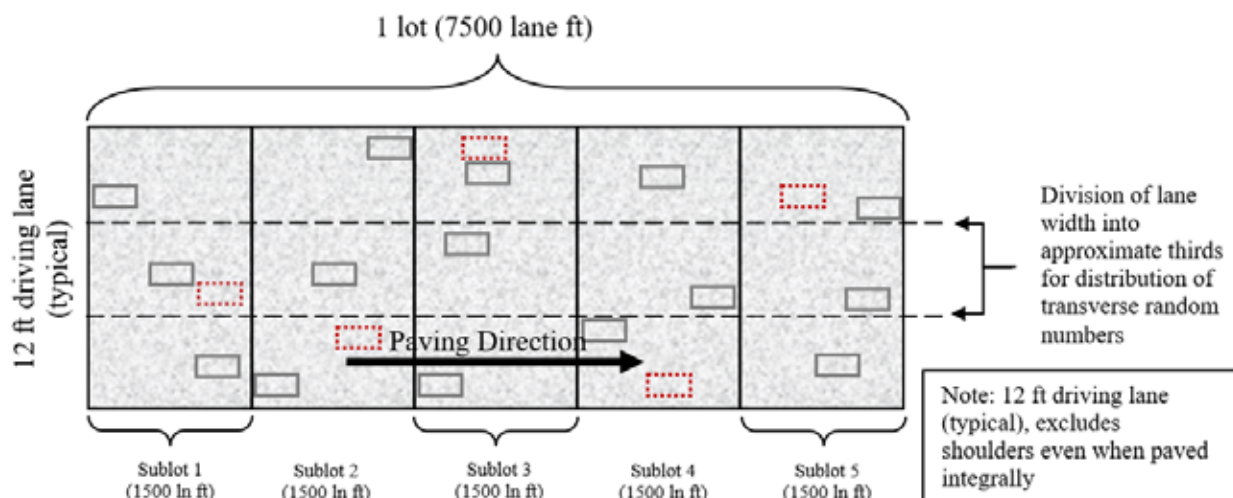 1 lot (7500 lane ft)
12 ft driving lane
(typical)
Paving Direction
Division of lane
width into
approximate thirds
for distribution of
transverse random
numbers
Note: 12 ft driving lane
(typical), excludes
shoulders even when paved
integrally
Sublot 1
(1500 ln ft)
Sublot 2
(1500 ln ft)
Sublot 3
(1500 ln ft)
Sublot 4
(1500 ln ft)
Sublot 5
(1500 ln ft)